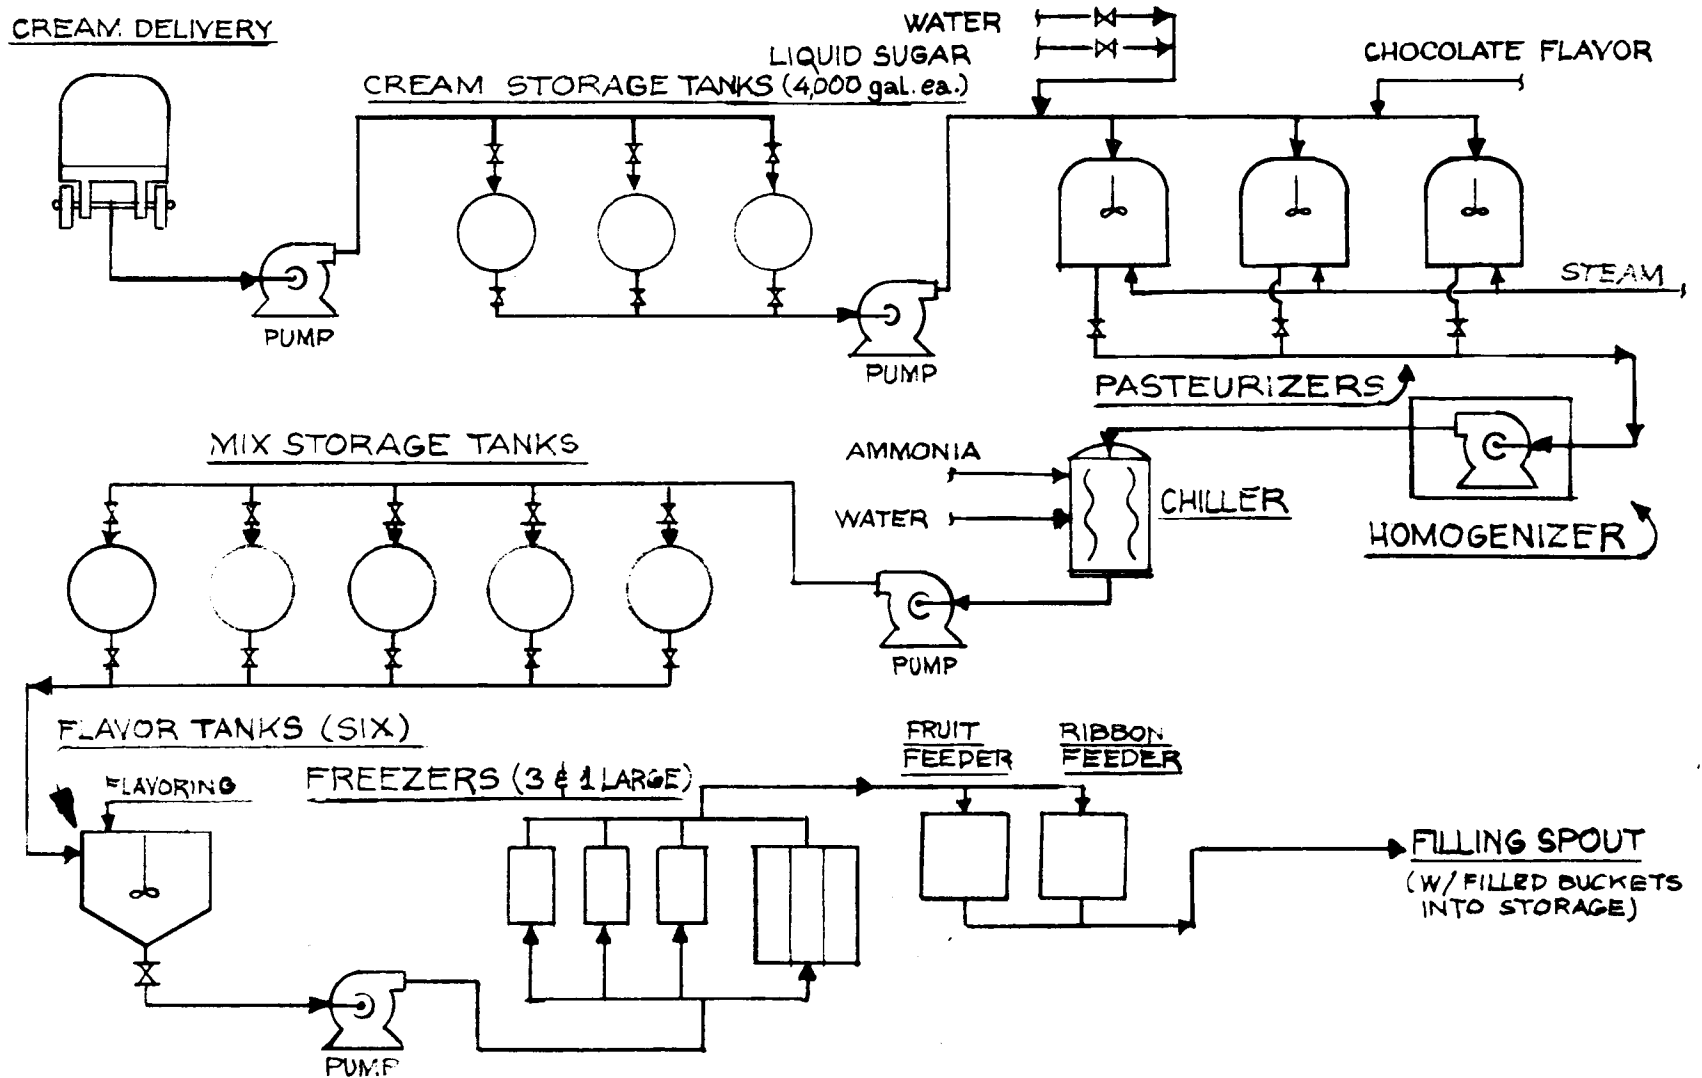 CREAM DELIVERY
WATER
LIQUID SUGAR
CREAM STORAGE TANKS (4,000 gal. ea.)
CHOCOLATE FLAVOR
STEAM
PUMP
PUMP
PASTEURIZERS
MIX STORAGE TANKS
AMMONIA
WATER
CHILLER
HOMOGENIZER
PUMP
FLAVOR TANKS (SIX)
FLAVORING
FREEZERS (3 & 1 LARGE)
FRUIT
FEEDER
RIBBON
FEEDER
FILLING SPOUT
(W/ FILLED BUCKETS
INTO STORAGE)
PUMP